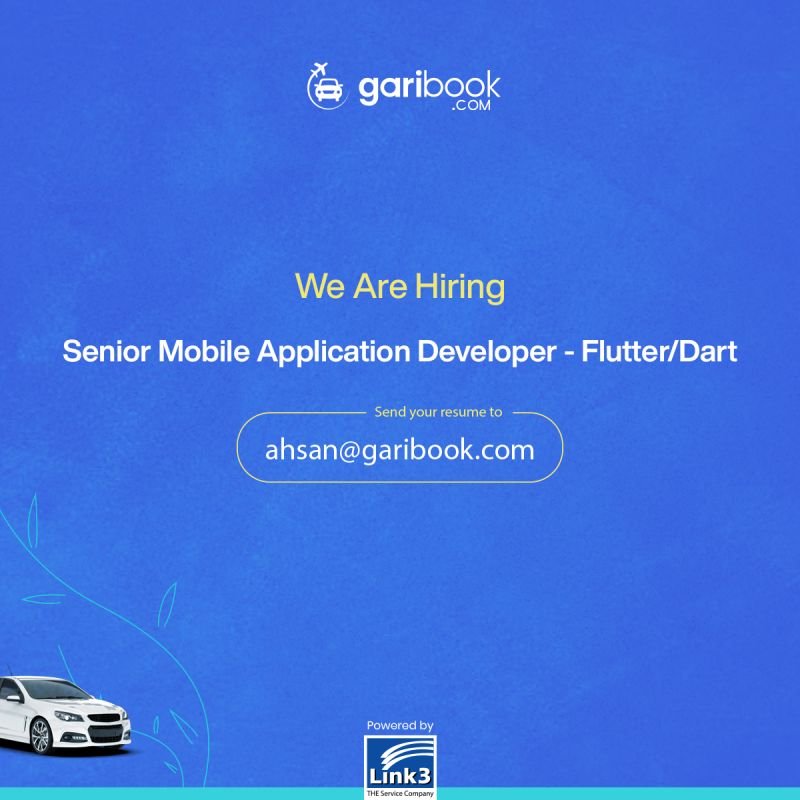 garibook
.COM
We Are Hiring
Senior Mobile Application Developer - Flutter/Dart
Send your resume to
ahsan@garibook.com
Powered by
Link3
THE Service Company